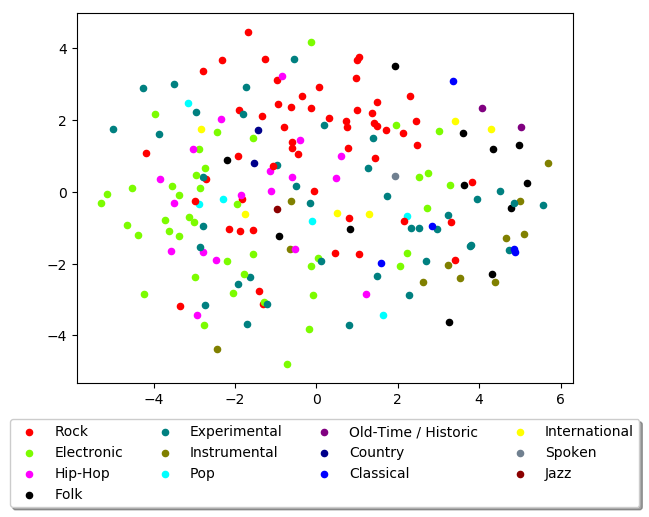 4
2
0
−2
−4
−4 −2 0 2 4 6
Rock Experimental Old-Time / Historic International
Electronic Instrumental Country Spoken
Hip-Hop Pop Classical Jazz
Folk